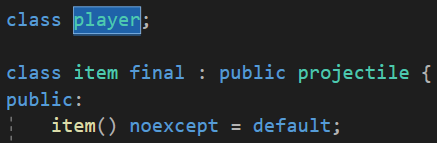 class player;
class item final : public projectile {
public:
item() noexcept = default;